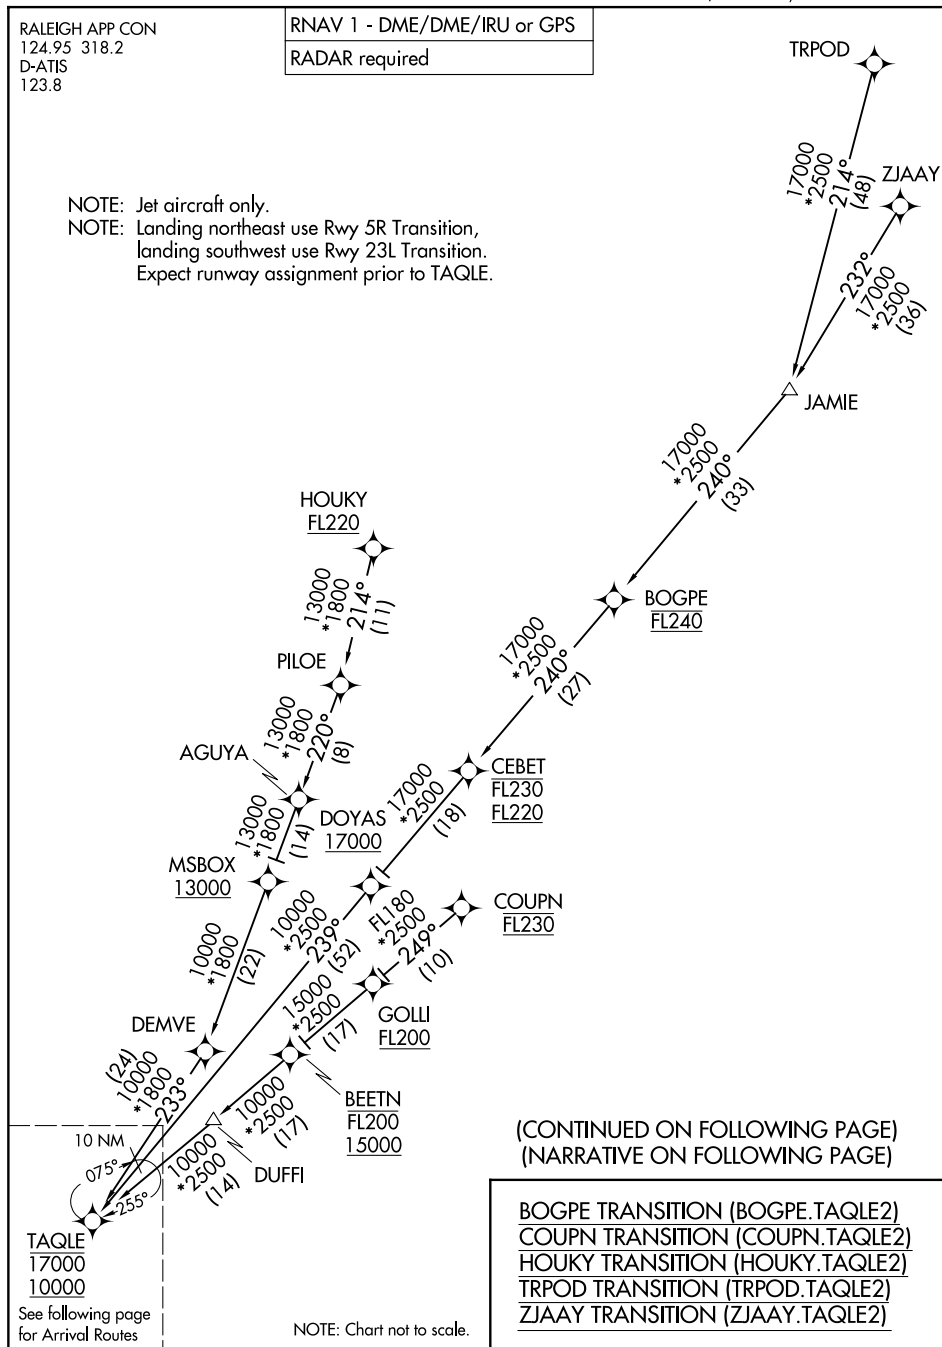 RALEIGH APP CON
124.95 318.2
D-ATIS
123.8
RNAV 1 - DME/DME/IRU or GPS
RADAR required
NOTE: Jet aircraft only.
NOTE: Landing northeast use Rwy 5R Transition,
landing southwest use Rwy 23L Transition.
Expect runway assignment prior to TAQLE.
TRPOD
17000
*2500
214°
(48)
ZJAAY
232°
17000
*2500
(36)
JAMIE
17000
*2500
240°
(33)
HOUKY
FL220
13000
*1800
214°
(11)
BOGPE
FL240
17000
*2500
240°
(27)
PILOE
13000
*1800
220°
(8)
AGUYA
13000
*1800
(14)
CEBET
FL230
FL220
17000
*2500
(18)
DOYAS
17000
MSBOX
13000
10000
*2500
239°
(52)
COUPN
FL230
FL180
*2500
249°
(10)
10000
*1800
(22)
GOLLI
FL200
15000
*2500
(17)
DEMVE
(24)
10000
*1800
233°
BEETN
FL200
15000
10000
*2500
(17)
DUFFI
10000
*2500
(14)
10 NM
075°
255°
TAQLE
17000
10000
See following page
for Arrival Routes
NOTE: Chart not to scale.
(CONTINUED ON FOLLOWING PAGE)
(NARRATIVE ON FOLLOWING PAGE)
BOGPE TRANSITION (BOGPE.TAQLE2)
COUPN TRANSITION (COUPN.TAQLE2)
HOUKY TRANSITION (HOUKY.TAQLE2)
TRPOD TRANSITION (TRPOD.TAQLE2)
ZJAAY TRANSITION (ZJAAY.TAQLE2)